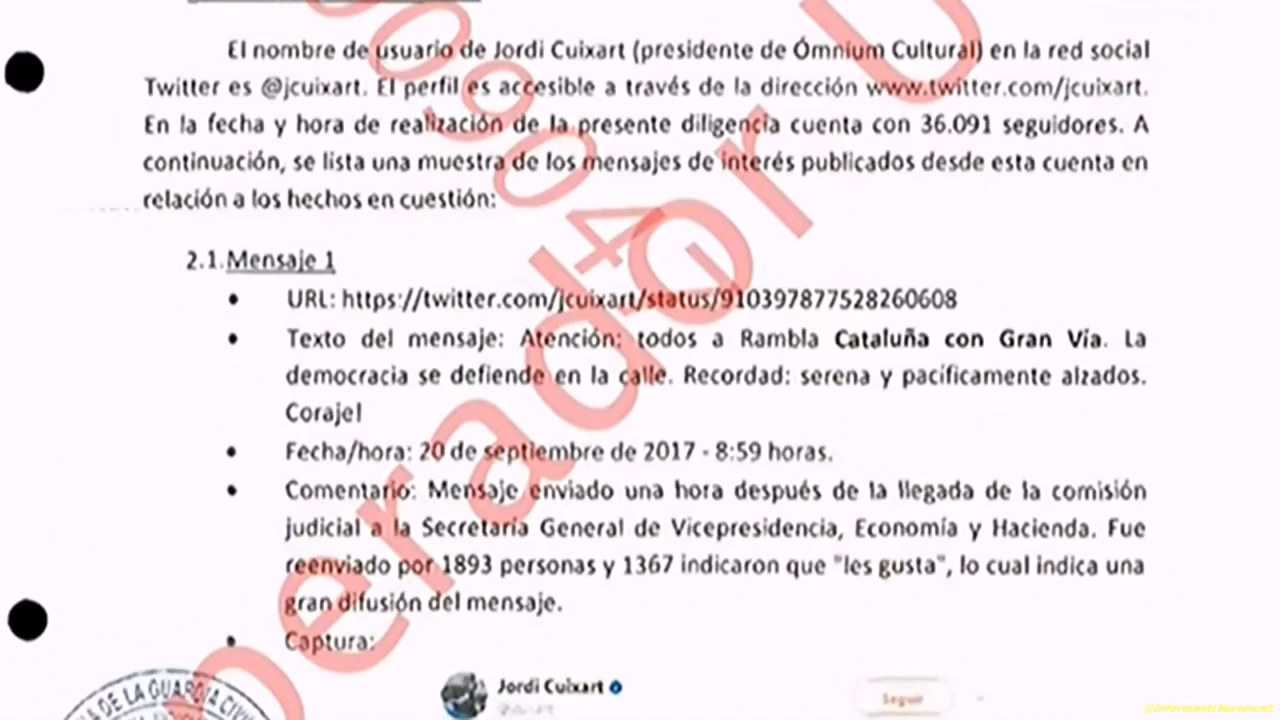 El nombre de usuario de Jordi Cuixart (presidente de Ómnium Cultural) en la red social
Twitter es @jcuixart. El perfil es accesible a través de la dirección www.twitter.com/jcuixart.
En la fecha y hora de realización de la presente diligencia cuenta con 36.091 seguidores. A
continuación, se lista una muestra de los mensajes de interés publicados desde esta cuenta en
relación a los hechos en cuestión:
2.1.Mensaje 1
• URL: https://twitter.com/jcuixart/status/910397877528260608
• Texto del mensaje: Atención: todos a Rambla Cataluña con Gran Vía. La
democracia se defiende en la calle. Recordad: serena y pacíficamente alzados.
Coraje!
• Fecha/hora: 20 de septiembre de 2017 - 8:59 horas.
• Comentario: Mensaje enviado una hora después de la llegada de la comisión
judicial a la Secretaría General de Vicepresidencia, Economía y Hacienda. Fue
reenviado por 1893 personas y 1367 indicaron que "les gusta", lo cual indica una
gran difusión del mensaje.
• Captura:
DE LA GUARDIA CIVIL
Jordi Cuixart
Seguir
perador U